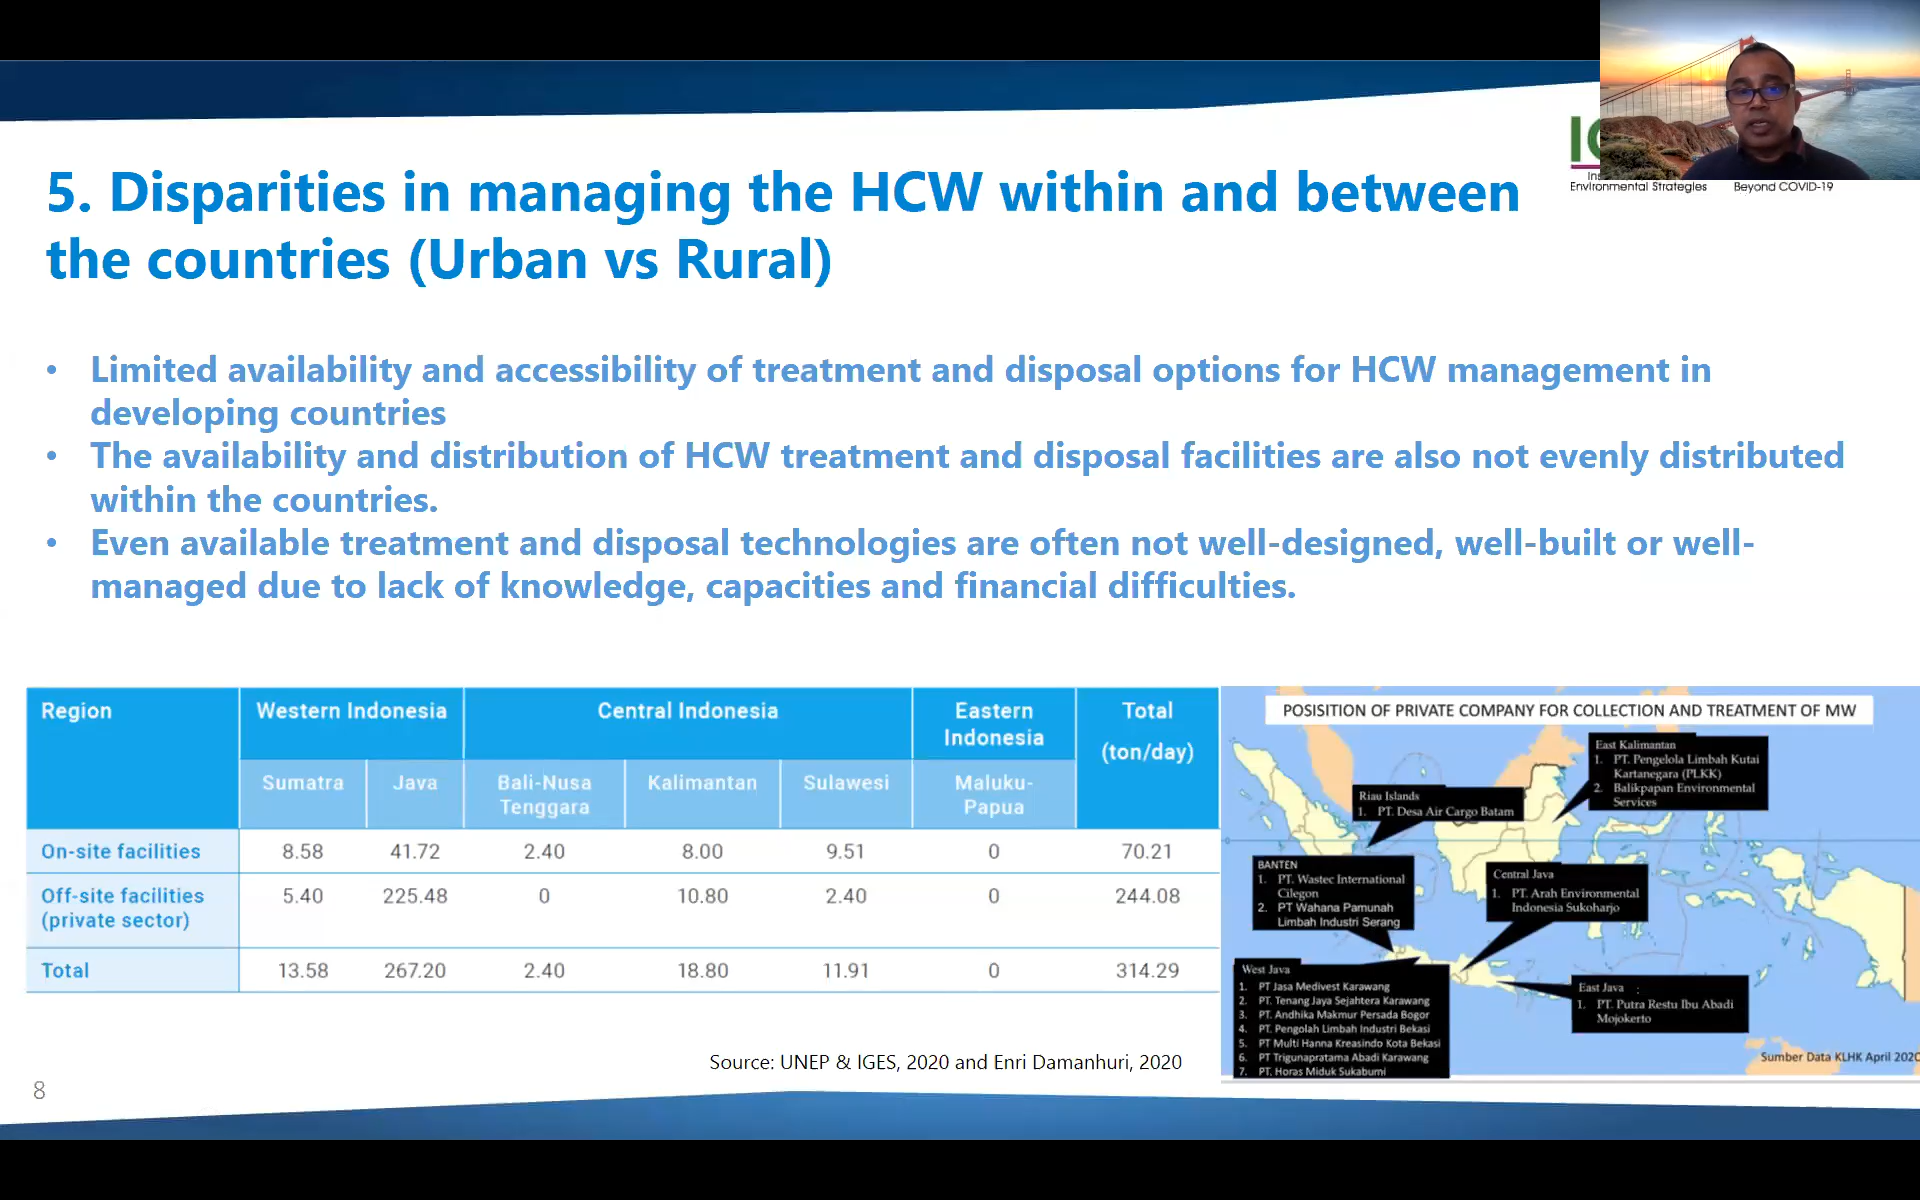 5. Disparities in managing the HCW within and between
the countries (Urban vs Rural)
Environmental Strategies
Beyond COVID-19
• Limited availability and accessibility of treatment and disposal options for HCW management in
developing countries
• The availability and distribution of HCW treatment and disposal facilities are also not evenly distributed
within the countries.
• Even available treatment and disposal technologies are often not well-designed, well-built or well-
managed due to lack of knowledge, capacities and financial difficulties.
Region Western Indonesia Central Indonesia Eastern Indonesia Total
(ton/day)
Sumatra Java Bali-Nusa Tenggara Kalimantan Sulawesi Maluku-Papua
On-site facilities 8.58 41.72 2.40 8.00 9.51 0 70.21
Off-site facilities (private sector) 5.40 225.48 0 10.80 2.40 0 244.08
Total 13.58 267.20 2.40 18.80 11.91 0 314.29
POSISITION OF PRIVATE COMPANY FOR COLLECTION AND TREATMENT OF MW
East Kalimantan
1. PT. Pengelola Limbah Kutai
Kartanegara (PLKK)
2. Balikpapan Environmental
Services
Riau Islands
1. PT. Desa Air Cargo Batam
BANTEN
1. PT. Wastec International
Cilegon
2. PT Wahana Pamunah
Limbah Industri Serang
Central Java
1. PT. Arah Environmental
Indonesia Sukoharjo
West Java
1. PT Jasa Medivest Karawang
2. PT. Tenang Jaya Sejahtera Karawang
3. PT. Andhika Makmur Persada Bogor
4. PT. Pengolah Limbah Industri Bekasi
5. PT Multi Hanna Kreasindo Kota Bekasi
6. PT Trigunapratama Abadi Karawang
7. PT. Horas Miduk Sukabumi
East Java :
1. PT. Putra Restu Ibu Abadi
Mojokerto
Sumber Data KLHK April 2020
Source: UNEP & IGES, 2020 and Enri Damanhuri, 2020
8